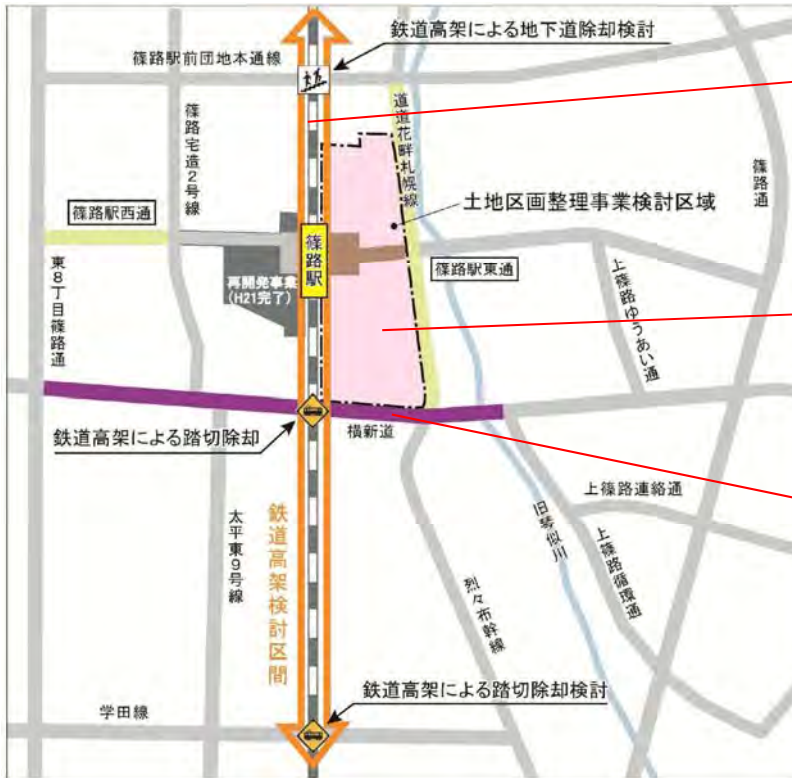 鉄道高架による地下道除却検討
篠路駅前団地本通線
篠路宅造2号線
道道花畔札幌線
篠路通
土地区画整理事業検討区域
篠路駅西通
篠路駅
篠路駅東通
再開発事業
(H21完了)
東8丁目篠路通
上篠路ゆうあい通
鉄道高架による踏切除却
横新道
上篠路連絡通
太平東9号線
鉄道高架検討区間
旧琴似川
上篠路循環通
烈々布幹線
鉄道高架による踏切除却検討
学田線